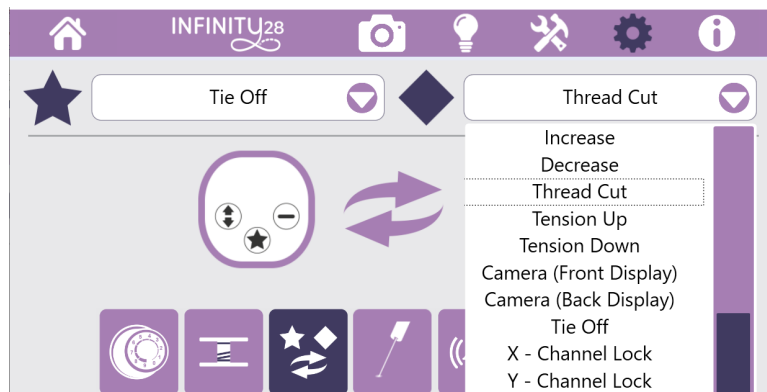 INFINITY28
Tie Off
Thread Cut
Increase
Decrease
Thread Cut
Tension Up
Tension Down
Camera (Front Display)
Camera (Back Display)
Tie Off
X - Channel Lock
Y - Channel Lock